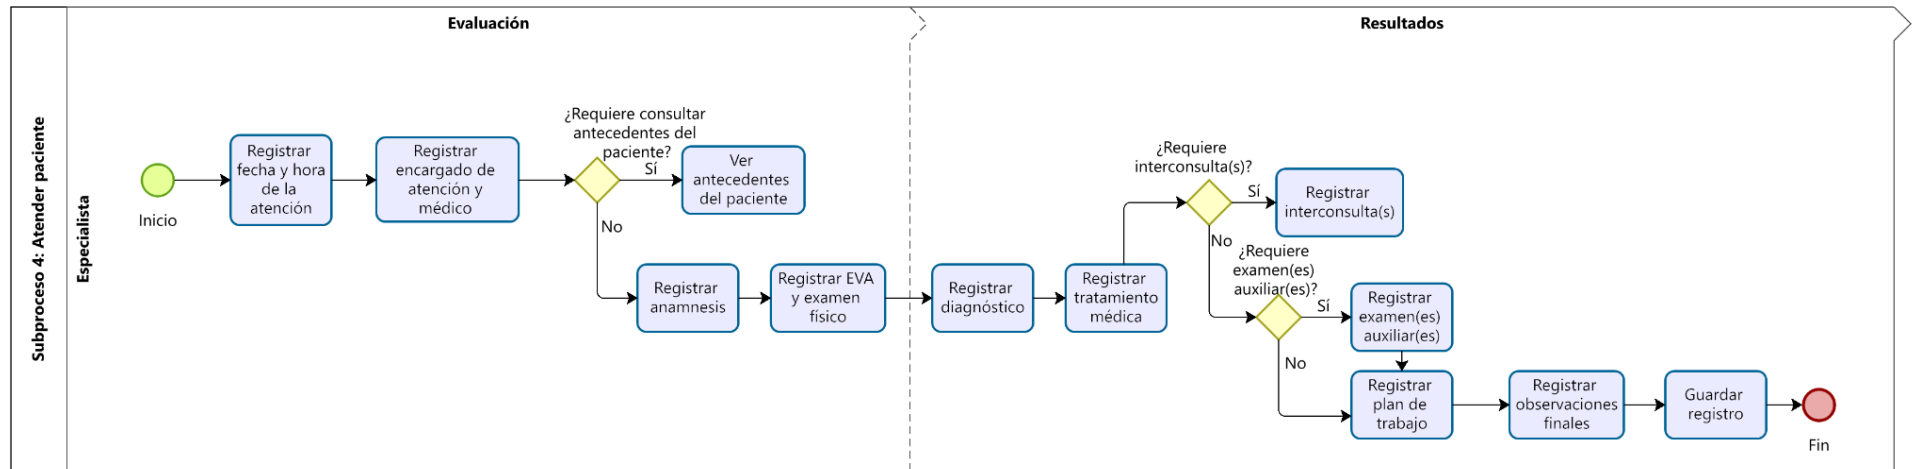 Evaluación
Resultados
Subproceso 4: Atender paciente
Especialista
Inicio
Registrar
fecha y hora
de la
atención
Registrar
encargado de
atención y
médico
¿Requiere consultar
antecedentes del
paciente?
Sí
No
Ver
antecedentes
del paciente
Registrar
anamnesis
Registrar EVA
y examen
físico
Registrar
diagnóstico
Registrar
tratamiento
médica
¿Requiere
interconsulta(s)?
Sí
No
Registrar
interconsulta(s)
¿Requiere
examen(es)
auxiliar(es)?
Sí
No
Registrar
examen(es)
auxiliar(es)
Registrar
plan de
trabajo
Registrar
observaciones
finales
Guardar
registro
Fin